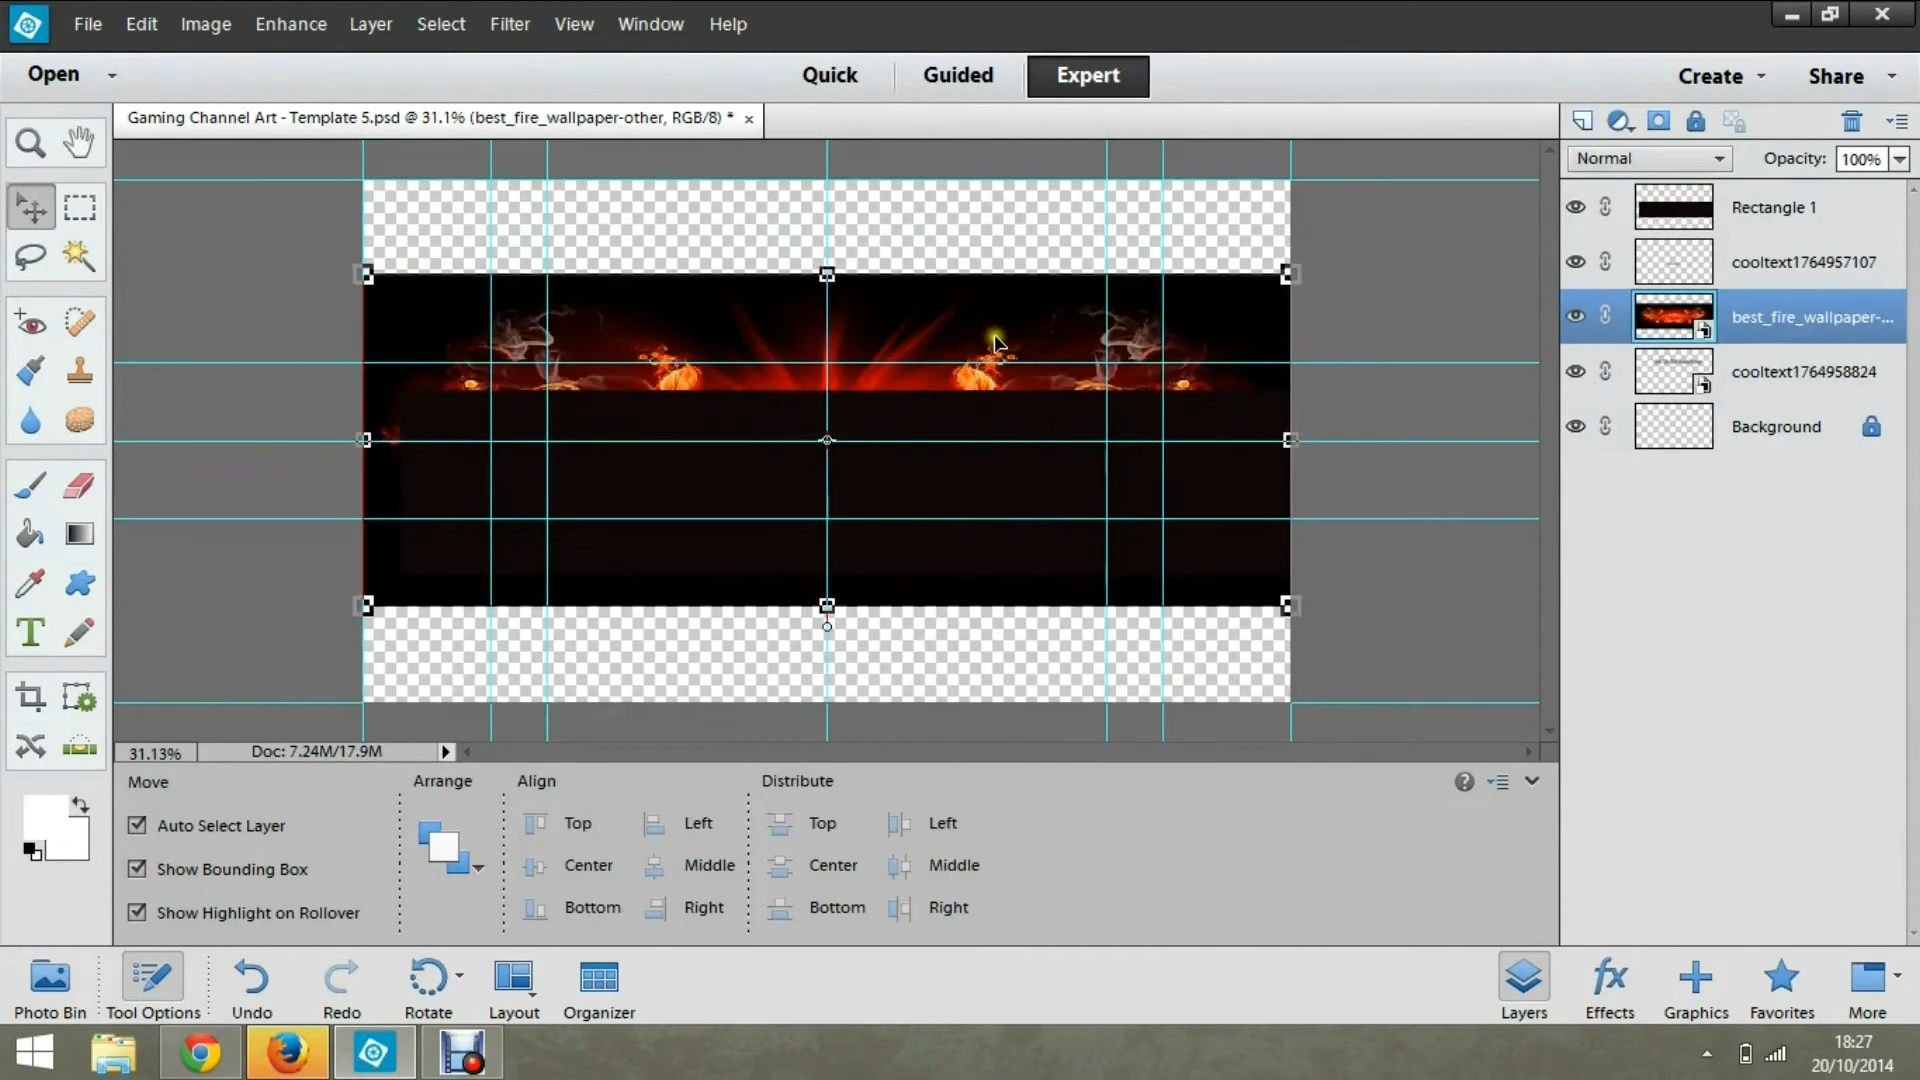 File Edit Image Enhance Layer Select Filter View Window Help
Open Quick Guided Expert Create Share
Gaming Channel Art - Template 5.psd @ 31.1% (best_fire_wallpaper-other, RGB/8) * ×
Normal Opacity: 100%
Rectangle 1
cooltext1764957107
best_fire_wallpaper-...
cooltext1764958824
Background
31.13% Doc: 7.24M/17.9M
Move Arrange Align Distribute
Auto Select Layer Top Left Top Left
Show Bounding Box Center Middle Center Middle
Show Highlight on Rollover Bottom Right Bottom Right
Photo Bin Tool Options Undo Redo Rotate Layout Organizer Layers Effects Graphics Favorites More
18:27
20/10/2014